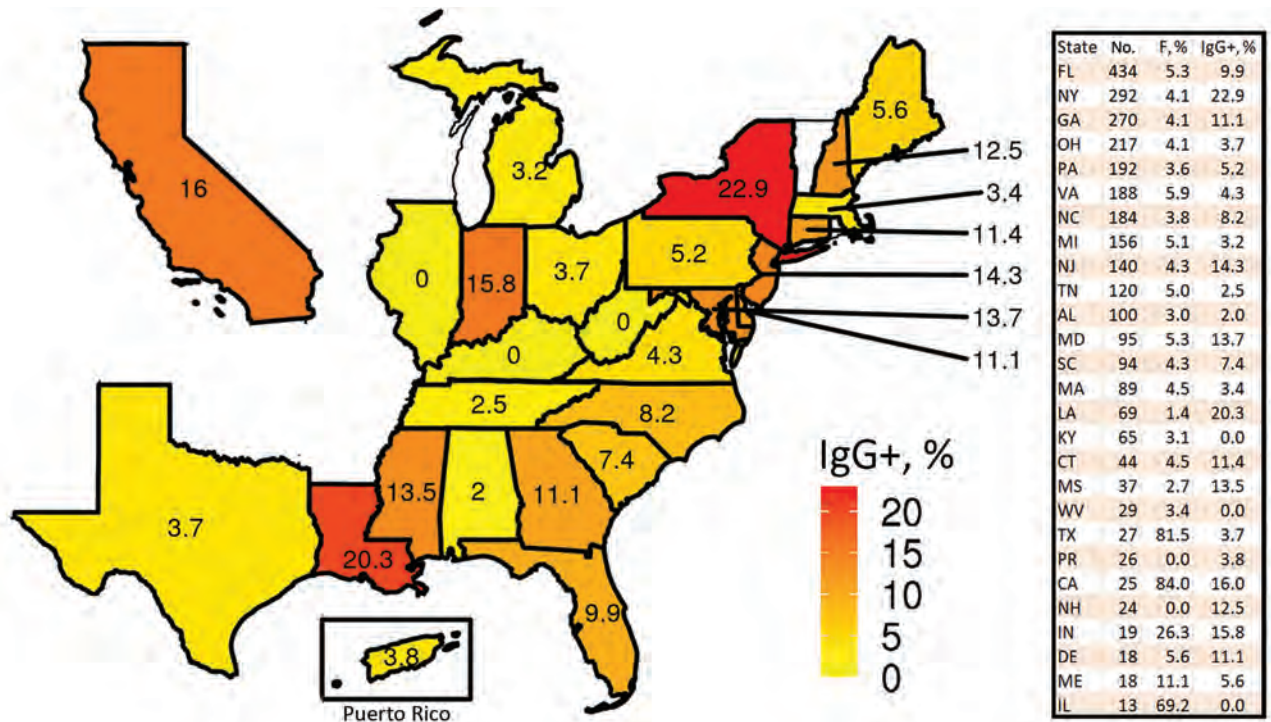 16
3.2
5.6
22.9
12.5
3.4
11.4
14.3
13.7
11.1
0
15.8
3.7
5.2
0
0
4.3
2.5
8.2
7.4
13.5
2
11.1
3.7
20.3
9.9
3.8
Puerto Rico
IgG+, %
20
15
10
5
0
State No. F,% IgG+,%
FL 434 5.3 9.9
NY 292 4.1 22.9
GA 270 4.1 11.1
OH 217 4.1 3.7
PA 192 3.6 5.2
VA 188 5.9 4.3
NC 184 3.8 8.2
MI 156 5.1 3.2
NJ 140 4.3 14.3
TN 120 5.0 2.5
AL 100 3.0 2.0
MD 95 5.3 13.7
SC 94 4.3 7.4
MA 89 4.5 3.4
LA 69 1.4 20.3
KY 65 3.1 0.0
CT 44 4.5 11.4
MS 37 2.7 13.5
WV 29 3.4 0.0
TX 27 81.5 3.7
PR 26 0.0 3.8
CA 25 84.0 16.0
NH 24 0.0 12.5
IN 19 26.3 15.8
DE 18 5.6 11.1
ME 18 11.1 5.6
IL 13 69.2 0.0